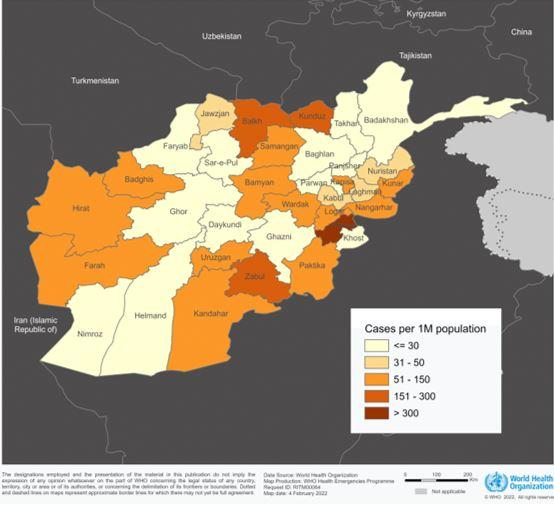 Kyrgyzstan
China
Uzbekistan
Tajikistan
Turkmenistan
Jawzjan
Balkh
Kunduz
Takhar
Badakhshan
Faryab
Samangan
Baghlan
Sar-e-Pul
Panjsher
Nuristan
Badghis
Bamyan
Parwan
Kapisa
Kunar
Laghman
Kabul
Hirat
Ghor
Wardak
Logar
Nangarhar
Daykundi
Ghazni
Khost
Uruzgan
Farah
Zabul
Paktika
Iran (Islamic
Republic of)
Helmand
Kandahar
Nimroz
Cases per 1M population
<= 30
31 - 50
51 - 150
151 - 300
> 300
The designations employed and the presentation of the material in this publication do not imply the
expression of any opinion whatsoever on the part of WHO concerning the legal status of any country,
territory, city or area or of its authorities, or concerning the delimitation of its frontiers or boundaries. Dotted
and dashed lines on maps represent approximate border lines for which there may not yet be full agreement.
Data Source: World Health Organization
Map Production: WHO Health Emergencies Programme
Request ID: RITM00064
Map date: 4 February 2022
0 100 200
Km
Not applicable
World Health
Organization
© WHO 2022. All rights reserved.